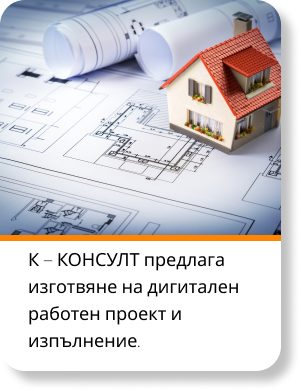 К – КОНСУЛТ предлага
изготвяне на дигитален
работен проект и
изпълнение.